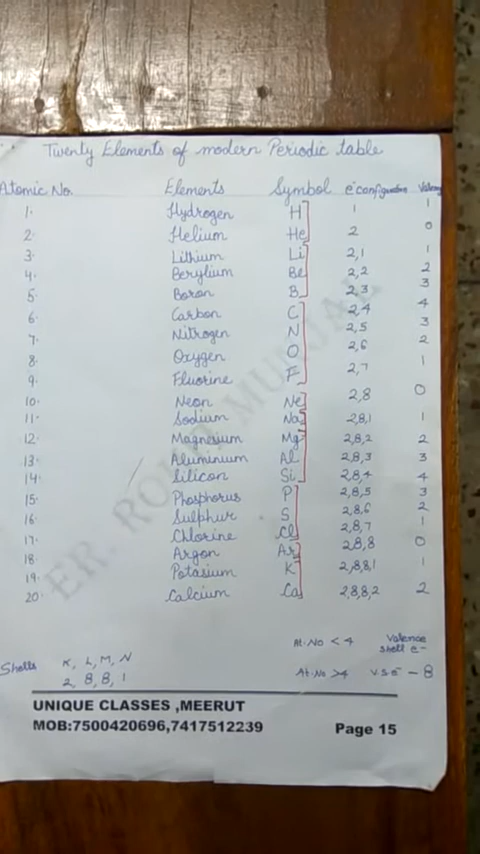 Twenty Elements of modern Periodic table
Atomic No. Elements Symbol e⁻configuration Valency
1. Hydrogen H 1 1
2. Helium He 2 0
3. Lithium Li 2,1 1
4. Berylium Be 2,2 2
5. Boron B 2,3 3
6. Carbon C 2,4 4
7. Nitrogen N 2,5 3
8. Oxygen O 2,6 2
9. Fluorine F 2,7 1
10. Neon Ne 2,8 0
11. Sodium Na 2,8,1 1
12. Magnesium Mg 2,8,2 2
13. Aluminium Al 2,8,3 3
14. Silicon Si 2,8,4 4
15. Phosphorus P 2,8,5 3
16. Sulphur S 2,8,6 2
17. Chlorine Cl 2,8,7 1
18. Argon Ar 2,8,8 0
19. Potasium K 2,8,8,1 1
20. Calcium Ca 2,8,8,2 2
At.No < 4 Valence shell e-
Shells K, L, M, N
2, 8, 8, 1
At.No >4 V.S.e⁻ - 8
UNIQUE CLASSES ,MEERUT
MOB:7500420696,7417512239 Page 15